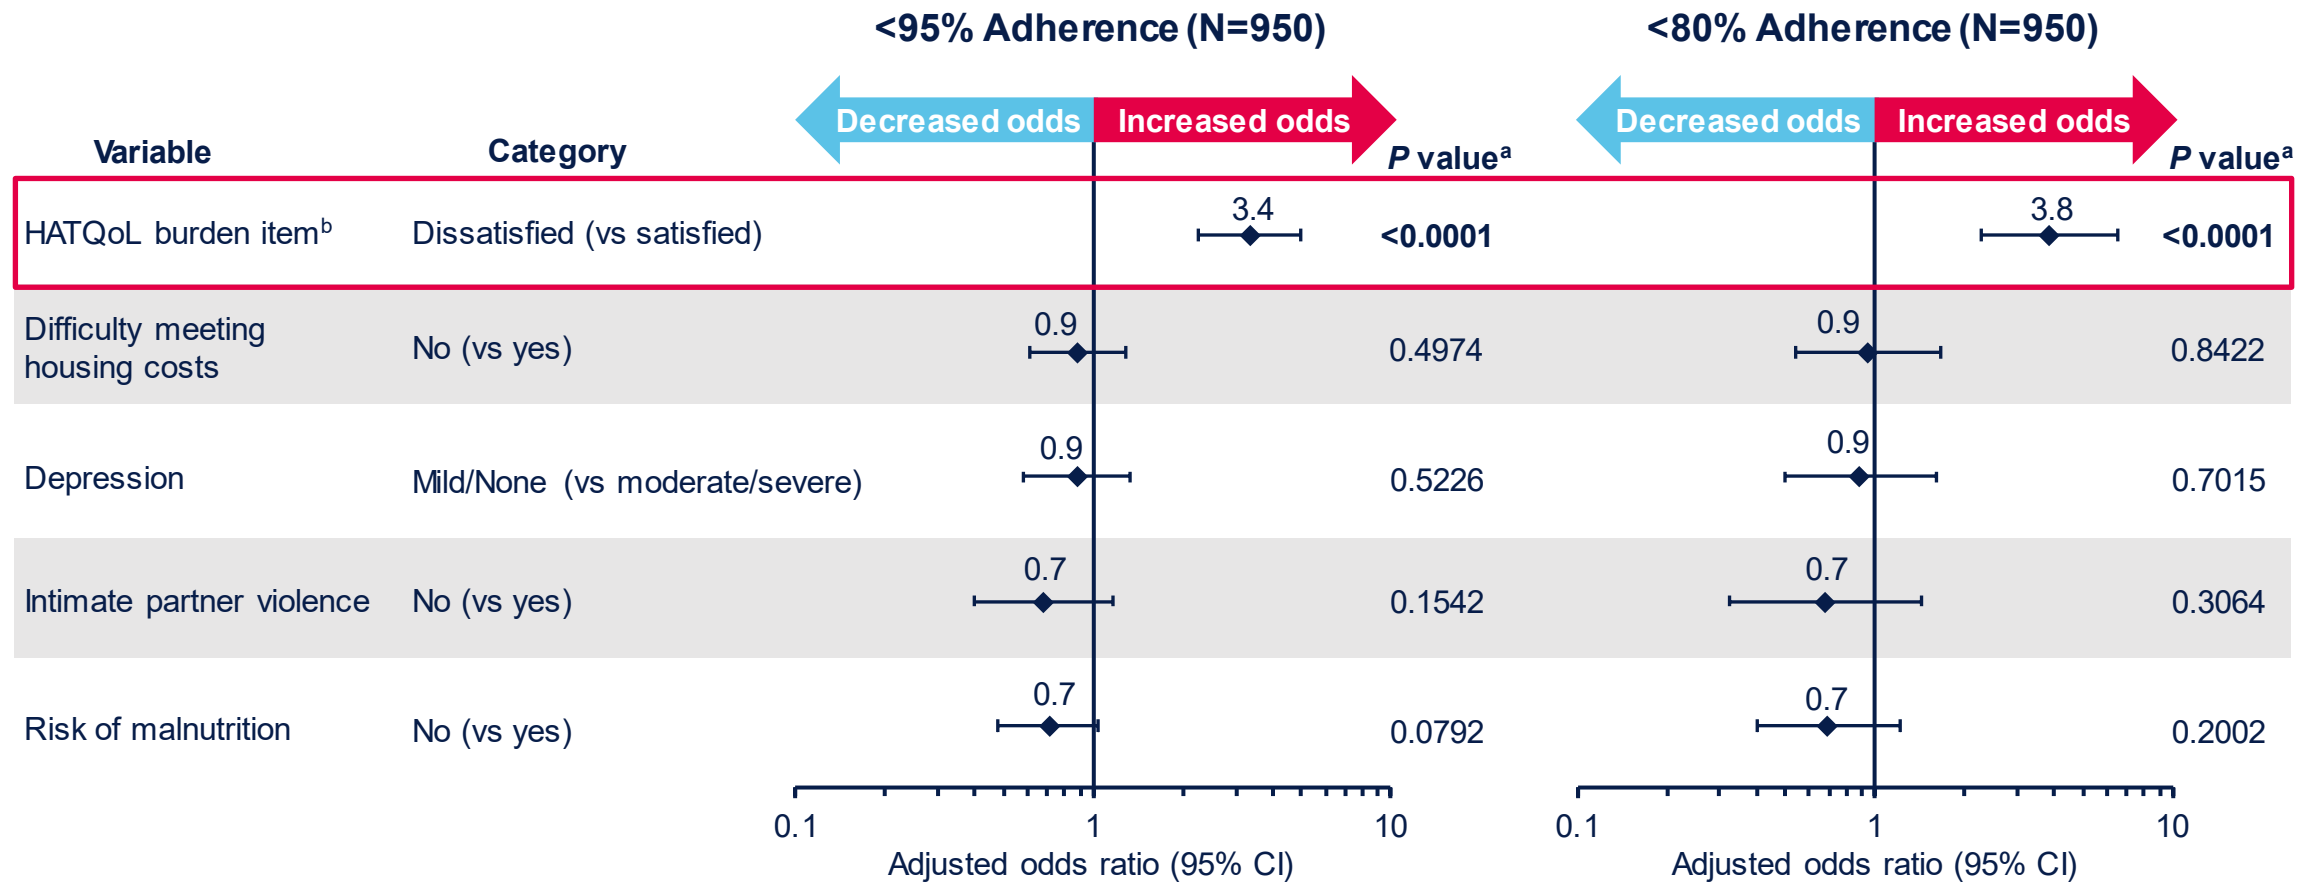 <95% Adherence (N=950)
<80% Adherence (N=950)
Decreased odds
Increased odds
Decreased odds
Increased odds
Variable
Category
P valueᵃ
P valueᵃ
HATQoL burden itemᵇ
Dissatisfied (vs satisfied)
3.4
<0.0001
3.8
<0.0001
Difficulty meeting
housing costs
No (vs yes)
0.9
0.4974
0.9
0.8422
Depression
Mild/None (vs moderate/severe)
0.9
0.5226
0.9
0.7015
Intimate partner violence
No (vs yes)
0.7
0.1542
0.7
0.3064
Risk of malnutrition
No (vs yes)
0.7
0.0792
0.7
0.2002
0.1 1 10
0.1 1 10
Adjusted odds ratio (95% CI)
Adjusted odds ratio (95% CI)